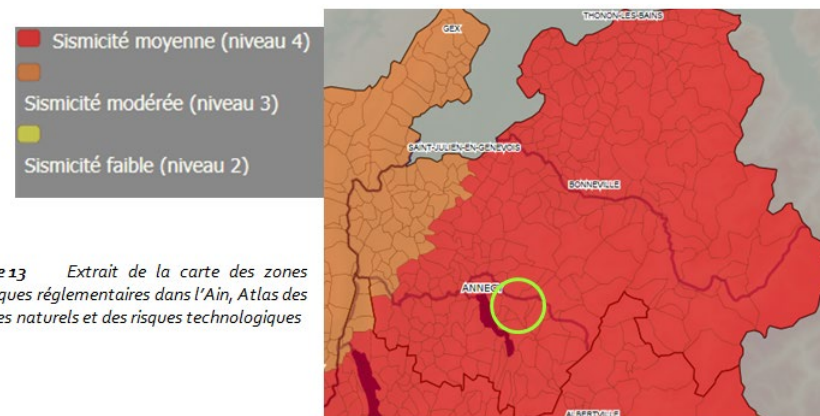 Sismicité moyenne (niveau 4)
Sismicité modérée (niveau 3)
Sismicité faible (niveau 2)
e 13 Extrait de la carte des zones
ques réglementaires dans l'Ain, Atlas des
es naturels et des risques technologiques
THONON-LES-BAINS
GEX
SAINT-JULIEN-EN-GENEVOIS
BONNEVILLE
ANNECY
ALBERTVILLE